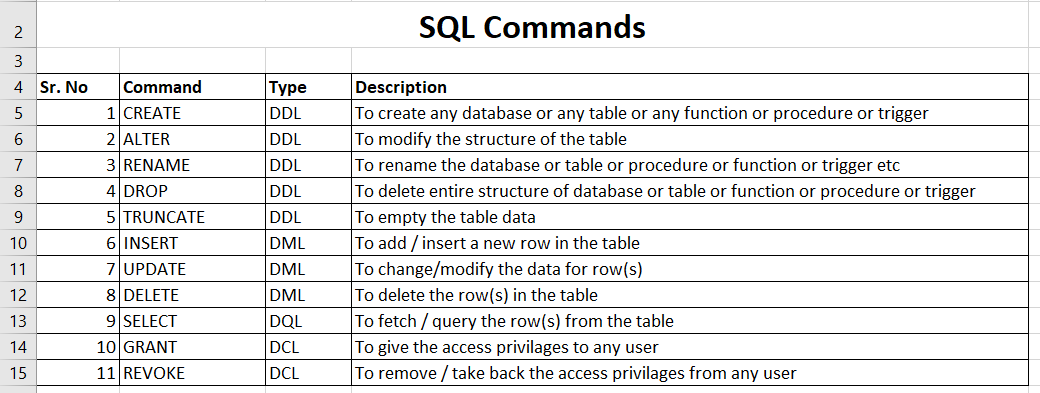 2 SQL Commands
3
4 Sr. No Command Type Description
5 1 CREATE DDL To create any database or any table or any function or procedure or trigger
6 2 ALTER DDL To modify the structure of the table
7 3 RENAME DDL To rename the database or table or procedure or function or trigger etc
8 4 DROP DDL To delete entire structure of database or table or function or procedure or trigger
9 5 TRUNCATE DDL To empty the table data
10 6 INSERT DML To add / insert a new row in the table
11 7 UPDATE DML To change/modify the data for row(s)
12 8 DELETE DML To delete the row(s) in the table
13 9 SELECT DQL To fetch / query the row(s) from the table
14 10 GRANT DCL To give the access privilages to any user
15 11 REVOKE DCL To remove / take back the access privilages from any user